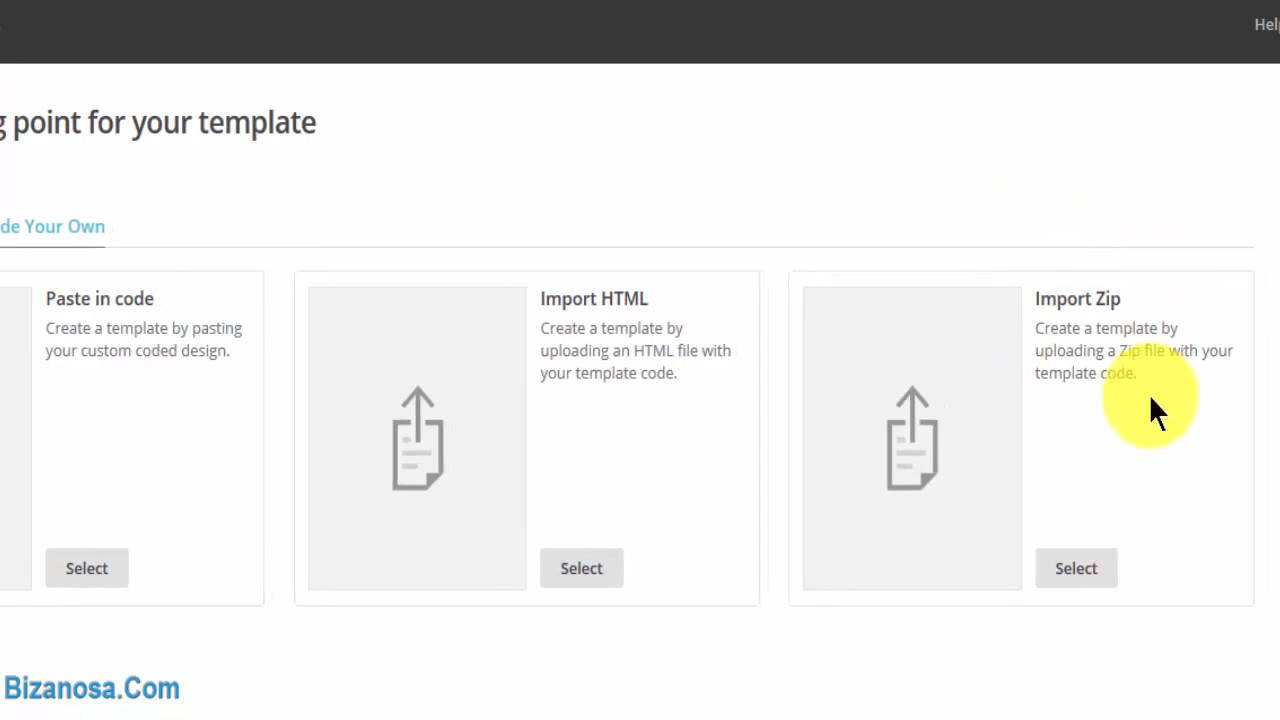 Hel
g point for your template
de Your Own
Paste in code
Create a template by pasting
your custom coded design.
Select
Import HTML
Create a template by
uploading an HTML file with
your template code.
Select
Import Zip
Create a template by
uploading a Zip file with your
template code.
Select
Bizanosa.Com